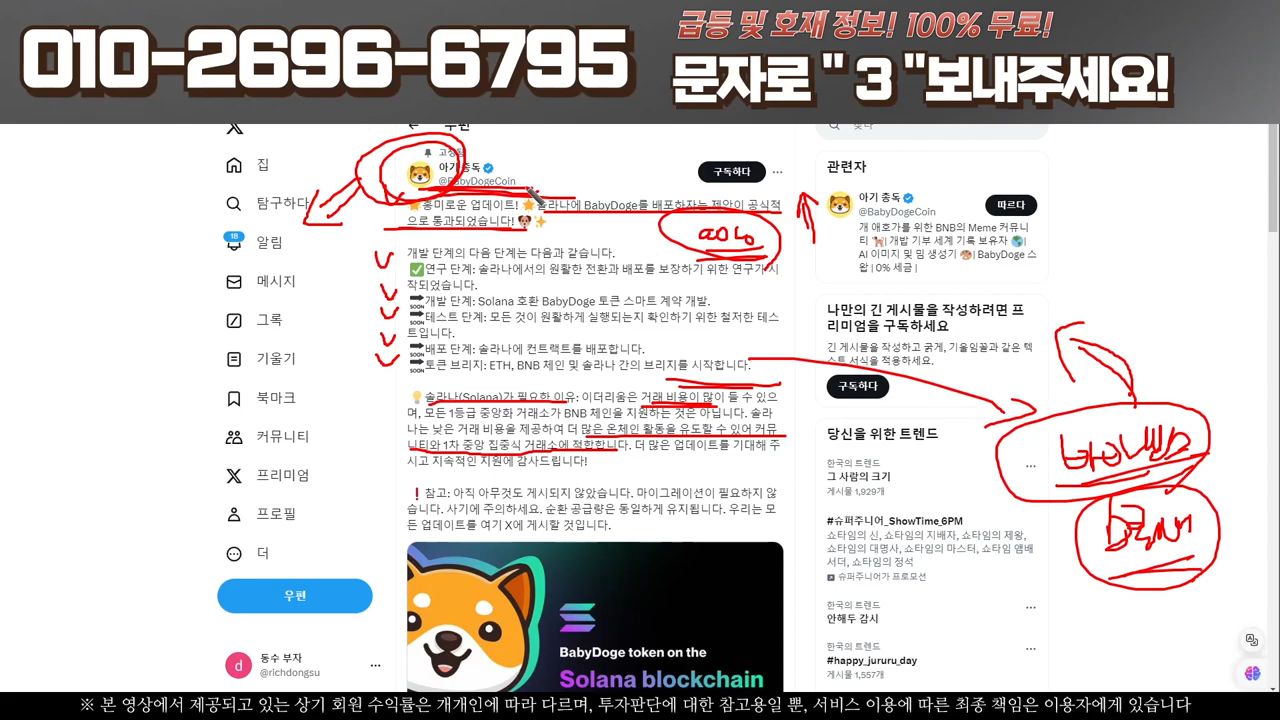 010-2696-6795
급등 및 호재 정보! 100% 무료!
문자로 " 3 "보내주세요!
우편
고정됨
아기 총독
@BabyDogeCoin
구독하다
흥미로운 업데이트! 솔라나에 BabyDoge를 배포하자는 제안이 공식적
으로 통과되었습니다!
개발 단계의 다음 단계는 다음과 같습니다.
연구 단계: 솔라나에서의 원활한 전환과 배포를 보장하기 위한 연구가 시
작되었습니다.
SOON 개발 단계: Solana 호환 BabyDoge 토큰 스마트 계약 개발.
SOON 테스트 단계: 모든 것이 원활하게 실행되는지 확인하기 위한 철저한 테스
트입니다.
SOON 배포 단계: 솔라나에 컨트랙트를 배포합니다.
SOON 토큰 브리지: ETH, BNB 체인 및 솔라나 간의 브리지를 시작합니다.
솔라나(Solana)가 필요한 이유: 이더리움은 거래 비용이 많이 들 수 있으
며, 모든 1등급 중앙화 거래소가 BNB 체인을 지원하는 것은 아닙니다. 솔라
나는 낮은 거래 비용을 제공하여 더 많은 온체인 활동을 유도할 수 있어 커뮤
니티와 1차 중앙 집중식 거래소에 적합합니다. 더 많은 업데이트를 기대해 주
시고 지속적인 지원에 감사드립니다!
참고: 아직 아무것도 게시되지 않았습니다. 마이그레이션이 필요하지 않
습니다. 사기에 주의하세요. 순환 공급량은 동일하게 유지됩니다. 우리는 모
든 업데이트를 여기 X에 게시할 것입니다.
BabyDoge token on the
Solana blockchain
집
탐구하다
18
알림
메시지
그록
기울기
북마크
커뮤니티
프리미엄
프로필
더
우편
d
동수 부자
@richdongsu
찾다
관련자
아기 총독
@BabyDogeCoin
따르다
개 애호가를 위한 BNB의 Meme 커뮤니
티 | 개밥 기부 세계 기록 보유자
| AI 이미지 및 밈 생성기 | BabyDoge 스
왑 | 0% 세금 |
나만의 긴 게시물을 작성하려면 프
리미엄을 구독하세요
긴 게시물을 작성하고 굵게, 기울임꼴과 같은 텍
스트 서식을 적용하세요.
구독하다
당신을 위한 트렌드
한국의 트렌드
그 사람의 크기
게시물 1,929개
#슈퍼주니어_ShowTime_6PM
쇼타임의 신, 쇼타임의 지배자, 쇼타임의 제왕,
쇼타임의 대명사, 쇼타임의 마스터, 쇼타임 앰배
서더, 쇼타임의 정석
슈퍼주니어가 프로모션
한국의 트렌드
안해두 감시
한국의 트렌드
#happy_jururu_day
게시물 1,557개
바이낸스
※ 본 영상에서 제공되고 있는 상기 회원 수익률은 개개인에 따라 다르며, 투자판단에 대한 참고용일 뿐, 서비스 이용에 따른 최종 책임은 이용자에게 있습니다